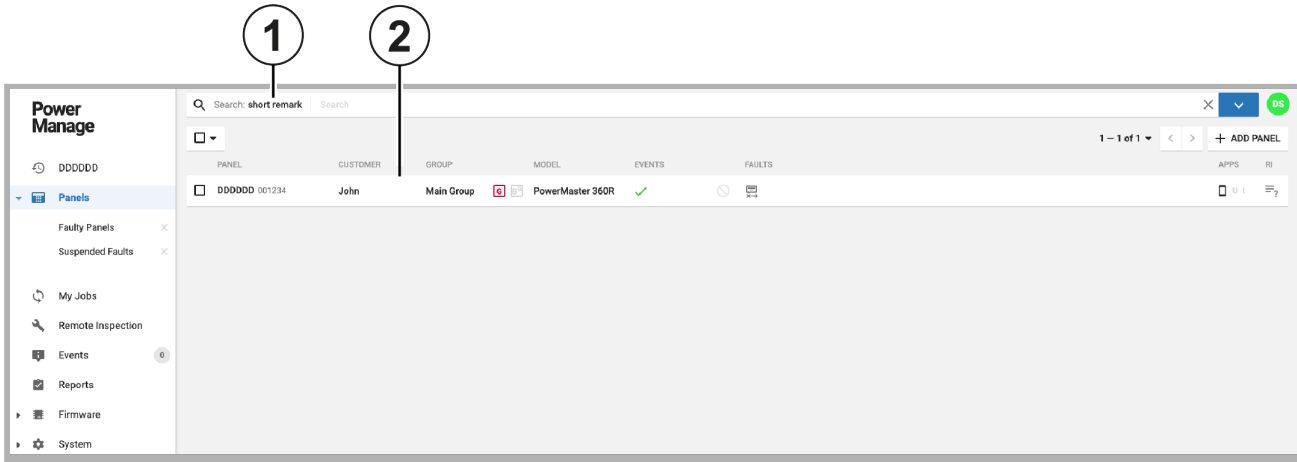 1 2
Power
Manage
Search: short remark Search
DS
1 – 1 of 1 < > + ADD PANEL
DDDDDD
PANEL CUSTOMER GROUP MODEL EVENTS FAULTS APPS RI
DDDDDD 001234 John Main Group G PowerMaster 360R
Panels
Faulty Panels
Suspended Faults
My Jobs
Remote Inspection
Events 0
Reports
Firmware
System